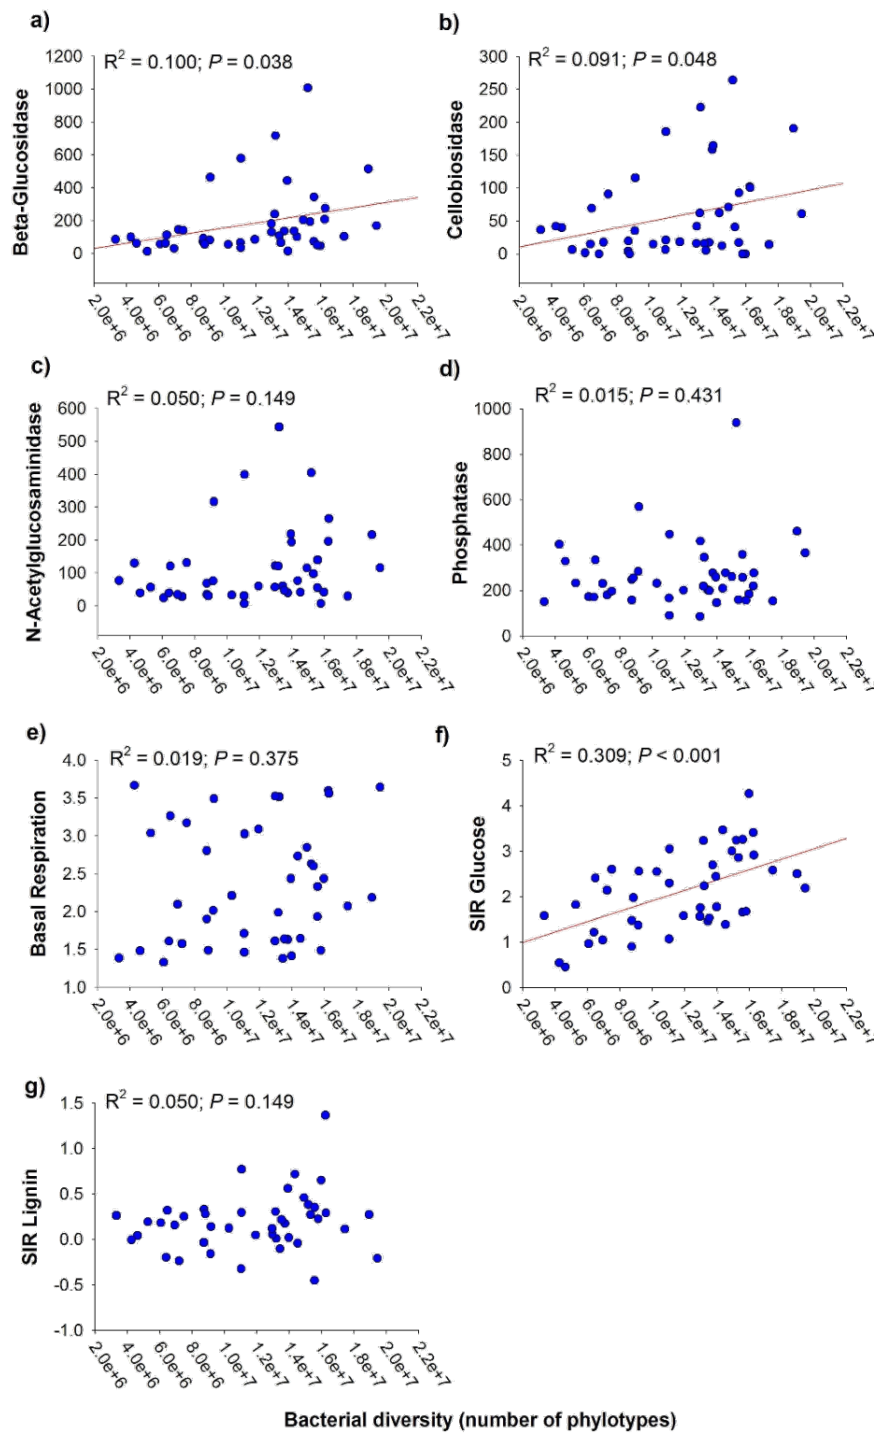 a)
R² = 0.100; P = 0.038
Beta-Glucosidase
1200
1000
800
600
400
200
0
2.0e+6
4.0e+6
6.0e+6
8.0e+6
1.0e+7
1.2e+7
1.4e+7
1.6e+7
1.8e+7
2.0e+7
2.2e+7
b)
R² = 0.091; P = 0.048
Cellobiosidase
300
250
200
150
100
50
0
2.0e+6
4.0e+6
6.0e+6
8.0e+6
1.0e+7
1.2e+7
1.4e+7
1.6e+7
1.8e+7
2.0e+7
2.2e+7
c)
R² = 0.050; P = 0.149
N-Acetylglucosaminidase
600
500
400
300
200
100
0
2.0e+6
4.0e+6
6.0e+6
8.0e+6
1.0e+7
1.2e+7
1.4e+7
1.6e+7
1.8e+7
2.0e+7
2.2e+7
d)
R² = 0.015; P = 0.431
Phosphatase
1000
800
600
400
200
0
2.0e+6
4.0e+6
6.0e+6
8.0e+6
1.0e+7
1.2e+7
1.4e+7
1.6e+7
1.8e+7
2.0e+7
2.2e+7
e)
R² = 0.019; P = 0.375
Basal Respiration
4.0
3.5
3.0
2.5
2.0
1.5
1.0
2.0e+6
4.0e+6
6.0e+6
8.0e+6
1.0e+7
1.2e+7
1.4e+7
1.6e+7
1.8e+7
2.0e+7
2.2e+7
f)
R² = 0.309; P < 0.001
SIR Glucose
5
4
3
2
1
0
2.0e+6
4.0e+6
6.0e+6
8.0e+6
1.0e+7
1.2e+7
1.4e+7
1.6e+7
1.8e+7
2.0e+7
2.2e+7
g)
R² = 0.050; P = 0.149
SIR Lignin
1.5
1.0
0.5
0.0
-0.5
-1.0
2.0e+6
4.0e+6
6.0e+6
8.0e+6
1.0e+7
1.2e+7
1.4e+7
1.6e+7
1.8e+7
2.0e+7
2.2e+7
Bacterial diversity (number of phylotypes)